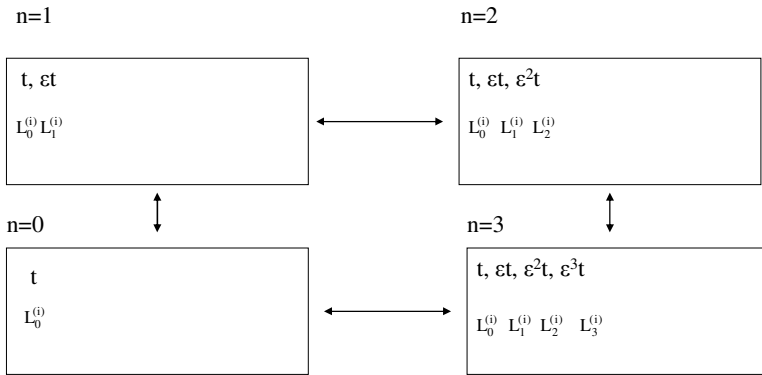 n=1
n=2
t, εt
t, εt, ε²t
L₀⁽ⁱ⁾ L₁⁽ⁱ⁾
L₀⁽ⁱ⁾ L₁⁽ⁱ⁾ L₂⁽ⁱ⁾
n=0
n=3
t
t, εt, ε²t, ε³t
L₀⁽ⁱ⁾
L₀⁽ⁱ⁾ L₁⁽ⁱ⁾ L₂⁽ⁱ⁾ L₃⁽ⁱ⁾